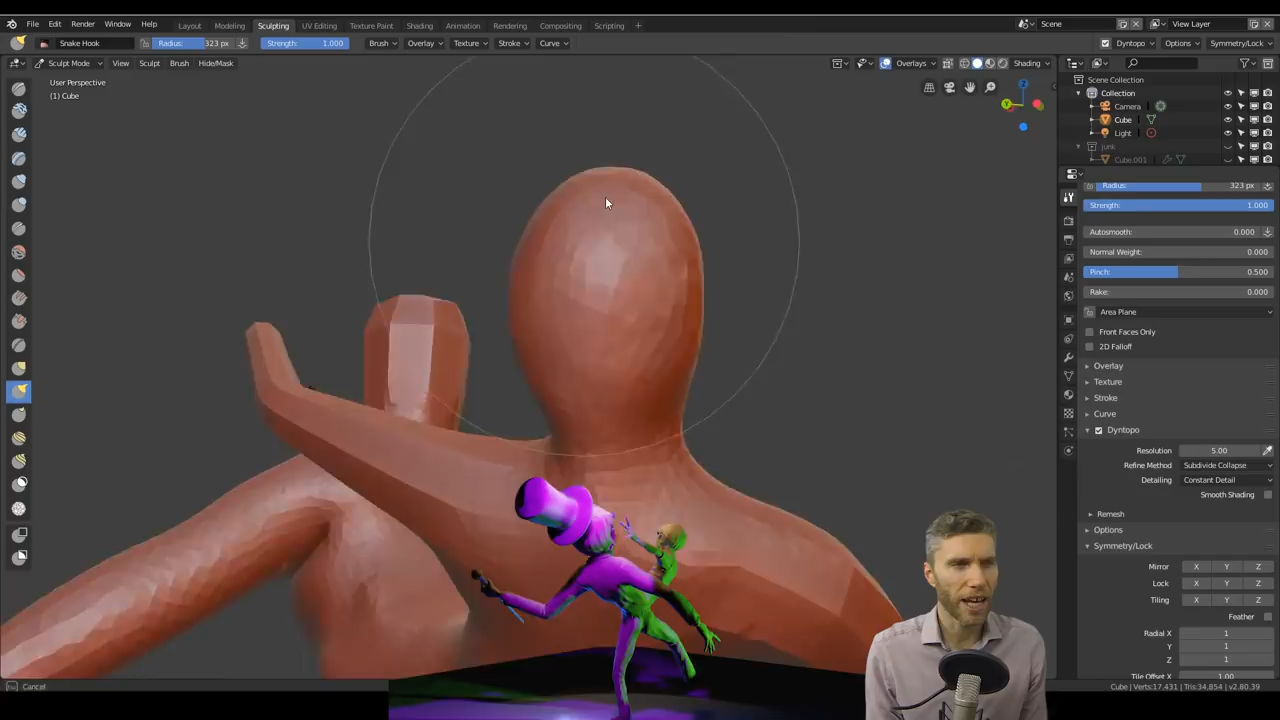 File Edit Render Window Help Layout Modeling Sculpting UV Editing Texture Paint Shading Animation Rendering Compositing Scripting + Scene View Layer
Snake Hook Radius: 323 px Strength: 1.000 Brush Overlay Texture Stroke Curve Dyntopo Options Symmetry/Lock
Sculpt Mode View Sculpt Brush Hide/Mask Overlays Shading
User Perspective
(1) Cube
Z
Y
Scene Collection
Collection
Camera
Cube
Light
junk
Cube.001
Radius: 323 px
Strength: 1.000
Autosmooth: 0.000
Normal Weight: 0.000
Pinch: 0.500
Rake: 0.000
Area Plane
Front Faces Only
2D Falloff
Overlay
Texture
Stroke
Curve
Dyntopo
Resolution 5.00
Refine Method Subdivide Collapse
Detailing Constant Detail
Smooth Shading
Remesh
Options
Symmetry/Lock
Mirror X Y Z
Lock X Y Z
Tiling X Y Z
Feather
Radial X 1
Y 1
Z 1
Tile Offset X 1.00
Cancel
Cube | Verts:17,431 | Tris:34,854 | v2.80.39